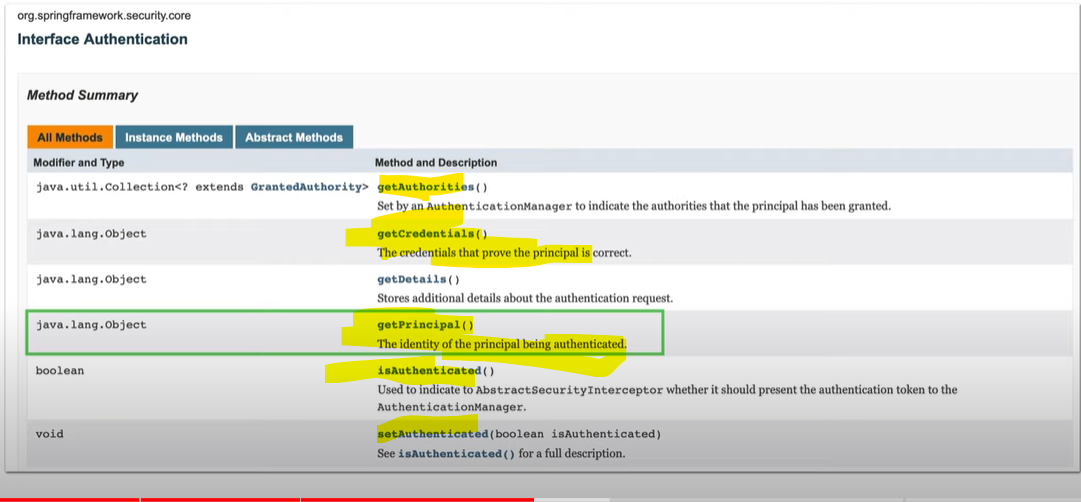 org.springframework.security.core
Interface Authentication
Method Summary
All Methods Instance Methods Abstract Methods
Modifier and Type Method and Description
java.util.Collection<? extends GrantedAuthority> getAuthorities()
Set by an AuthenticationManager to indicate the authorities that the principal has been granted.
java.lang.Object getCredentials()
The credentials that prove the principal is correct.
java.lang.Object getDetails()
Stores additional details about the authentication request.
java.lang.Object getPrincipal()
The identity of the principal being authenticated.
boolean isAuthenticated()
Used to indicate to AbstractSecurityInterceptor whether it should present the authentication token to the
AuthenticationManager.
void setAuthenticated(boolean isAuthenticated)
See isAuthenticated() for a full description.